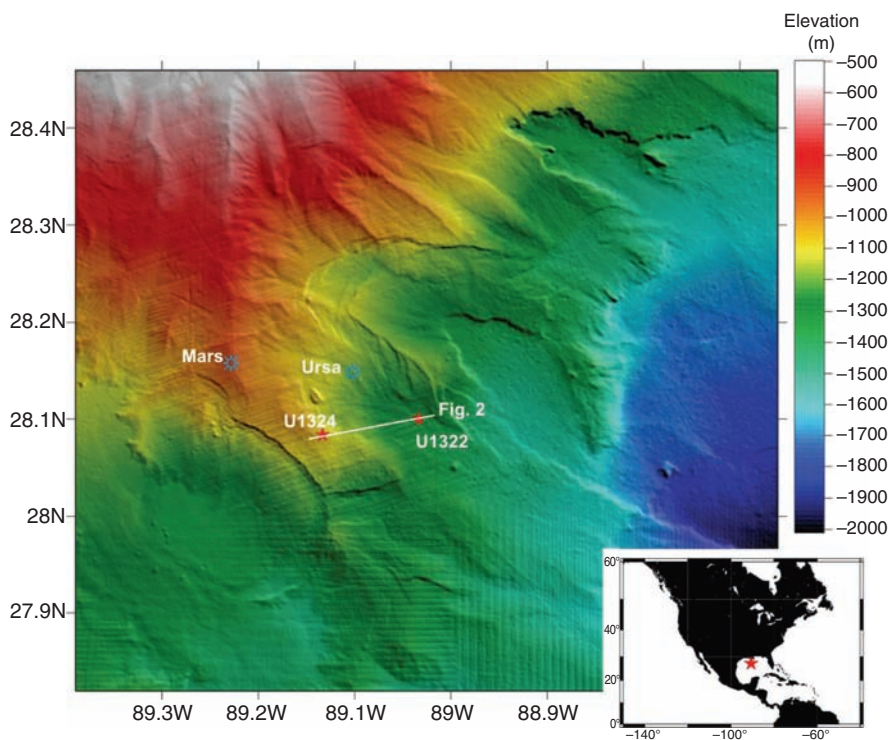 Elevation
(m)
−500
−600
−700
−800
−900
−1000
−1100
−1200
−1300
−1400
−1500
−1600
−1700
−1800
−1900
−2000
28.4N
28.3N
28.2N
28.1N
28N
27.9N
Mars
Ursa
U1324
Fig. 2
U1322
89.3W 89.2W 89.1W 89W 88.9W
60°
40°
20°
0°
−140° −100° −60°